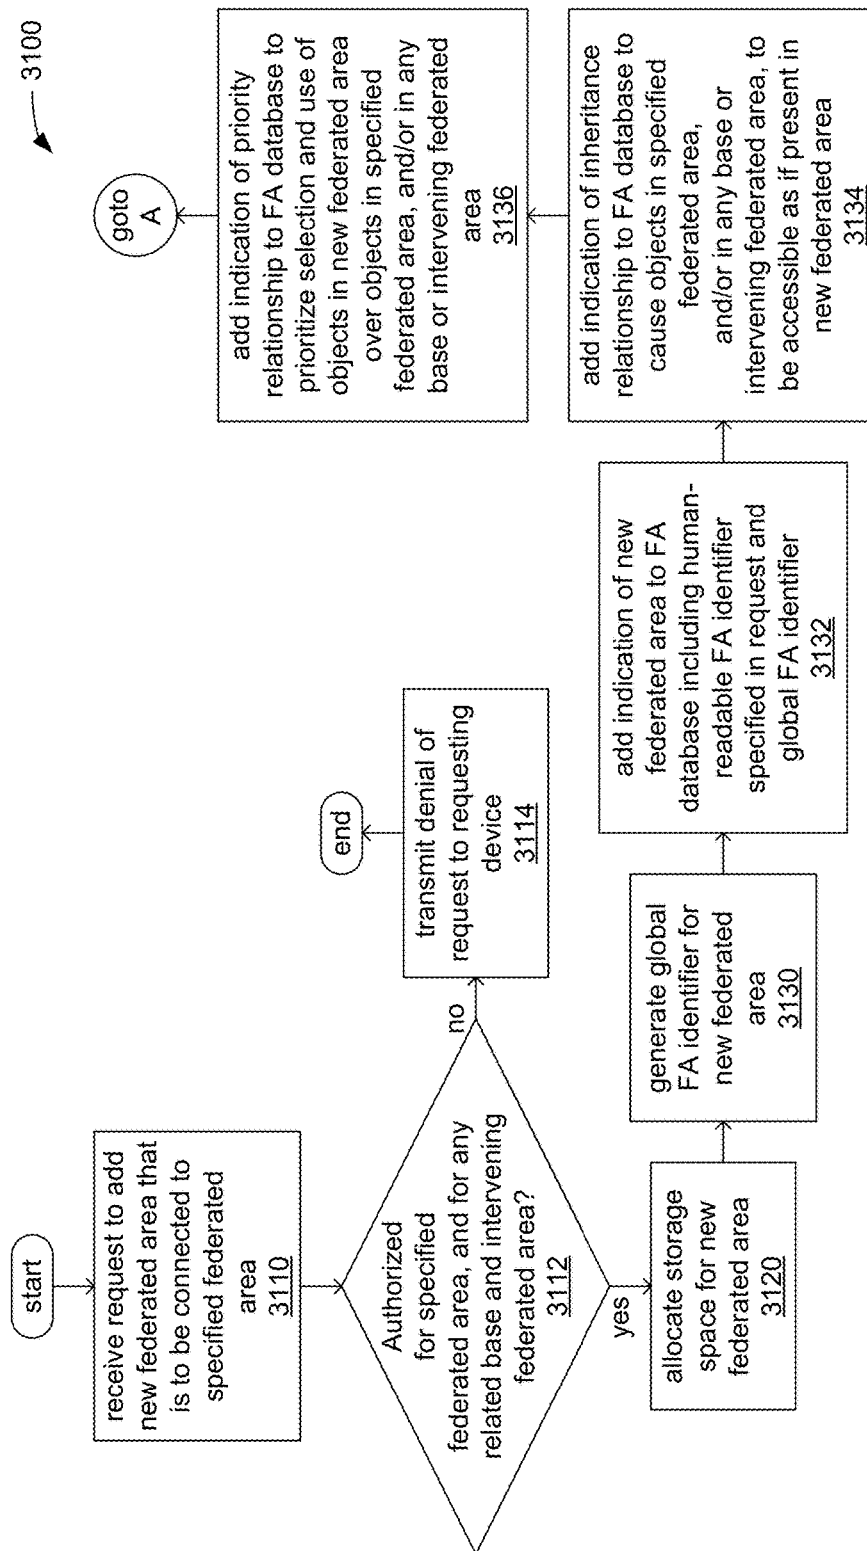 3100
start
receive request to add
new federated area that
is to be connected to
specified federated
area
3110
Authorized
for specified
federated area, and for any
related base and intervening
federated area?
3112
no
transmit denial of
request to requesting
device
3114
end
yes
allocate storage
space for new
federated area
3120
generate global
FA identifier for
new federated
area
3130
add indication of new
federated area to FA
database including human-
readable FA identifier
specified in request and
global FA identifier
3132
add indication of inheritance
relationship to FA database to
cause objects in specified
federated area,
and/or in any base or
intervening federated area, to
be accessible as if present in
new federated area
3134
add indication of priority
relationship to FA database to
prioritize selection and use of
objects in new federated area
over objects in specified
federated area, and/or in any
base or intervening federated
area
3136
goto
A